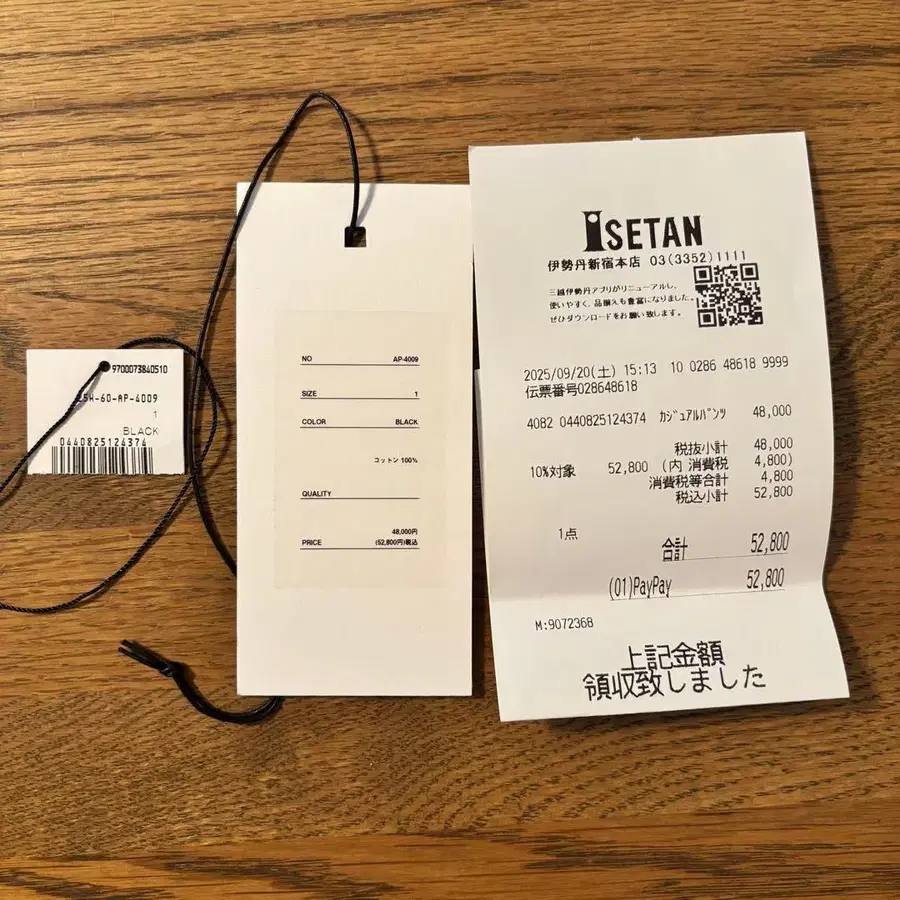 9700073840510
25W-60-AP-4009
1
BLACK
0440825124374
NO AP-4009
SIZE 1
COLOR BLACK
コットン 100%
QUALITY
48,000円
PRICE (52,800円)税込
ISETAN
伊勢丹新宿本店 03(3352)1111
三越伊勢丹アプリがリニューアルし、
使いやすく、品揃えも豊富になりました。
ぜひダウンロードをお願い致します。
2025/09/20(土) 15:13 10 0286 48618 9999
伝票番号028648618
4082 0440825124374 カジュアルパンツ 48,000
税抜小計 48,000
10%対象 52,800 (内 消費税 4,800)
消費税等合計 4,800
税込小計 52,800
1点
合計 52,800
(01)PayPay 52,800
M:9072368
上記金額
領収致しました